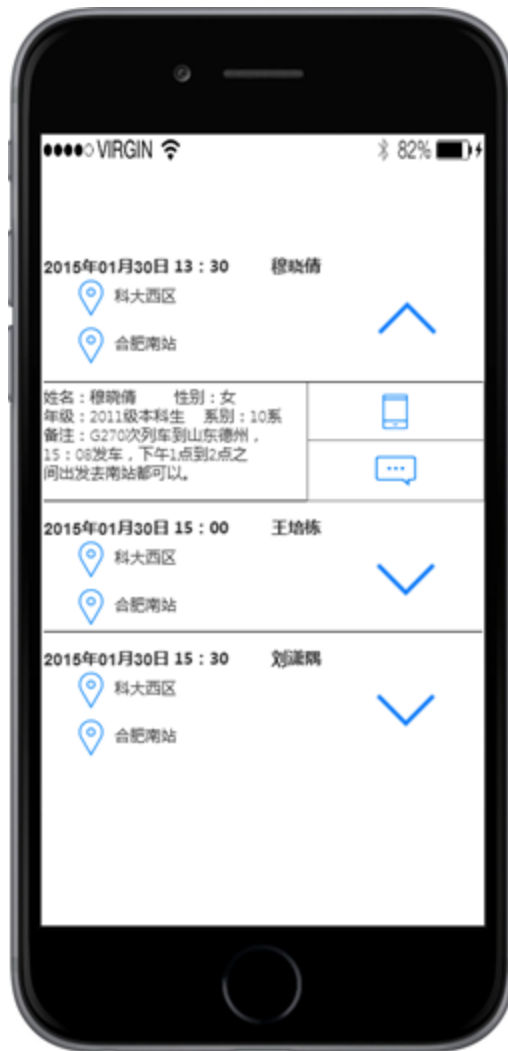 VIRGIN
82%
2015年01月30日 13：30 穆晓倩
科大西区
合肥南站
姓名：穆晓倩 性别：女
年级：2011级本科生 系别：10系
备注：G270次列车到山东德州，
15：08发车，下午1点到2点之
间出发去南站都可以。
2015年01月30日 15：00 王培栋
科大西区
合肥南站
2015年01月30日 15：30 刘潇隅
科大西区
合肥南站